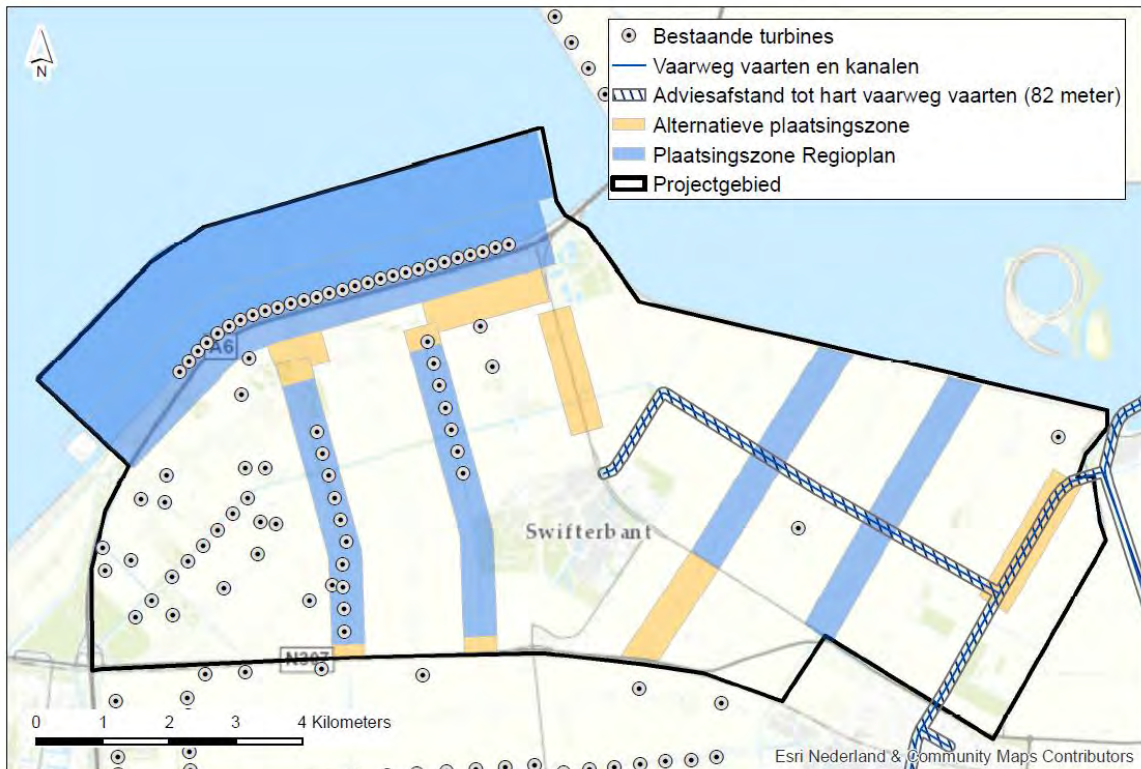 N
Bestaande turbines
Vaarweg vaarten en kanalen
Adviesafstand tot hart vaarweg vaarten (82 meter)
Alternatieve plaatsingszone
Plaatsingszone Regioplan
Projectgebied
A6
Swifterbant
N307
0 1 2 3 4 Kilometers
Esri Nederland & Community Maps Contributors